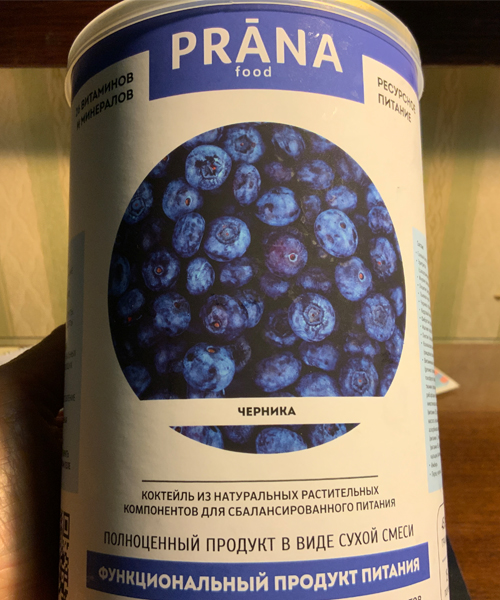 PRĀNA
food
ВИТАМИНОВ
И МИНЕРАЛОВ
РЕСУРСНОЕ
ПИТАНИЕ
ЧЕРНИКА
КОКТЕЙЛЬ ИЗ НАТУРАЛЬНЫХ РАСТИТЕЛЬНЫХ
КОМПОНЕНТОВ ДЛЯ СБАЛАНСИРОВАННОГО ПИТАНИЯ
ПОЛНОЦЕННЫЙ ПРОДУКТ В ВИДЕ СУХОЙ СМЕСИ
ФУНКЦИОНАЛЬНЫЙ ПРОДУКТ ПИТАНИЯ